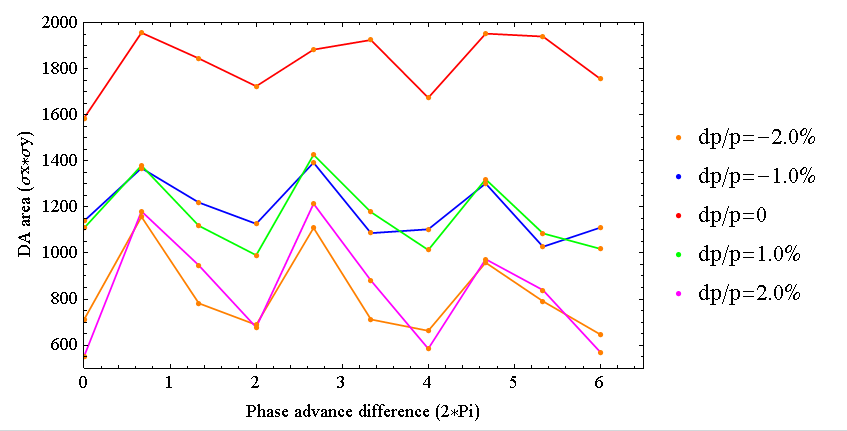 2000
1800
1600
1400
1200
1000
800
600
DA area (σx*σy)
0 1 2 3 4 5 6
Phase advance difference (2*Pi)
dp/p=−2.0%
dp/p=−1.0%
dp/p=0
dp/p=1.0%
dp/p=2.0%